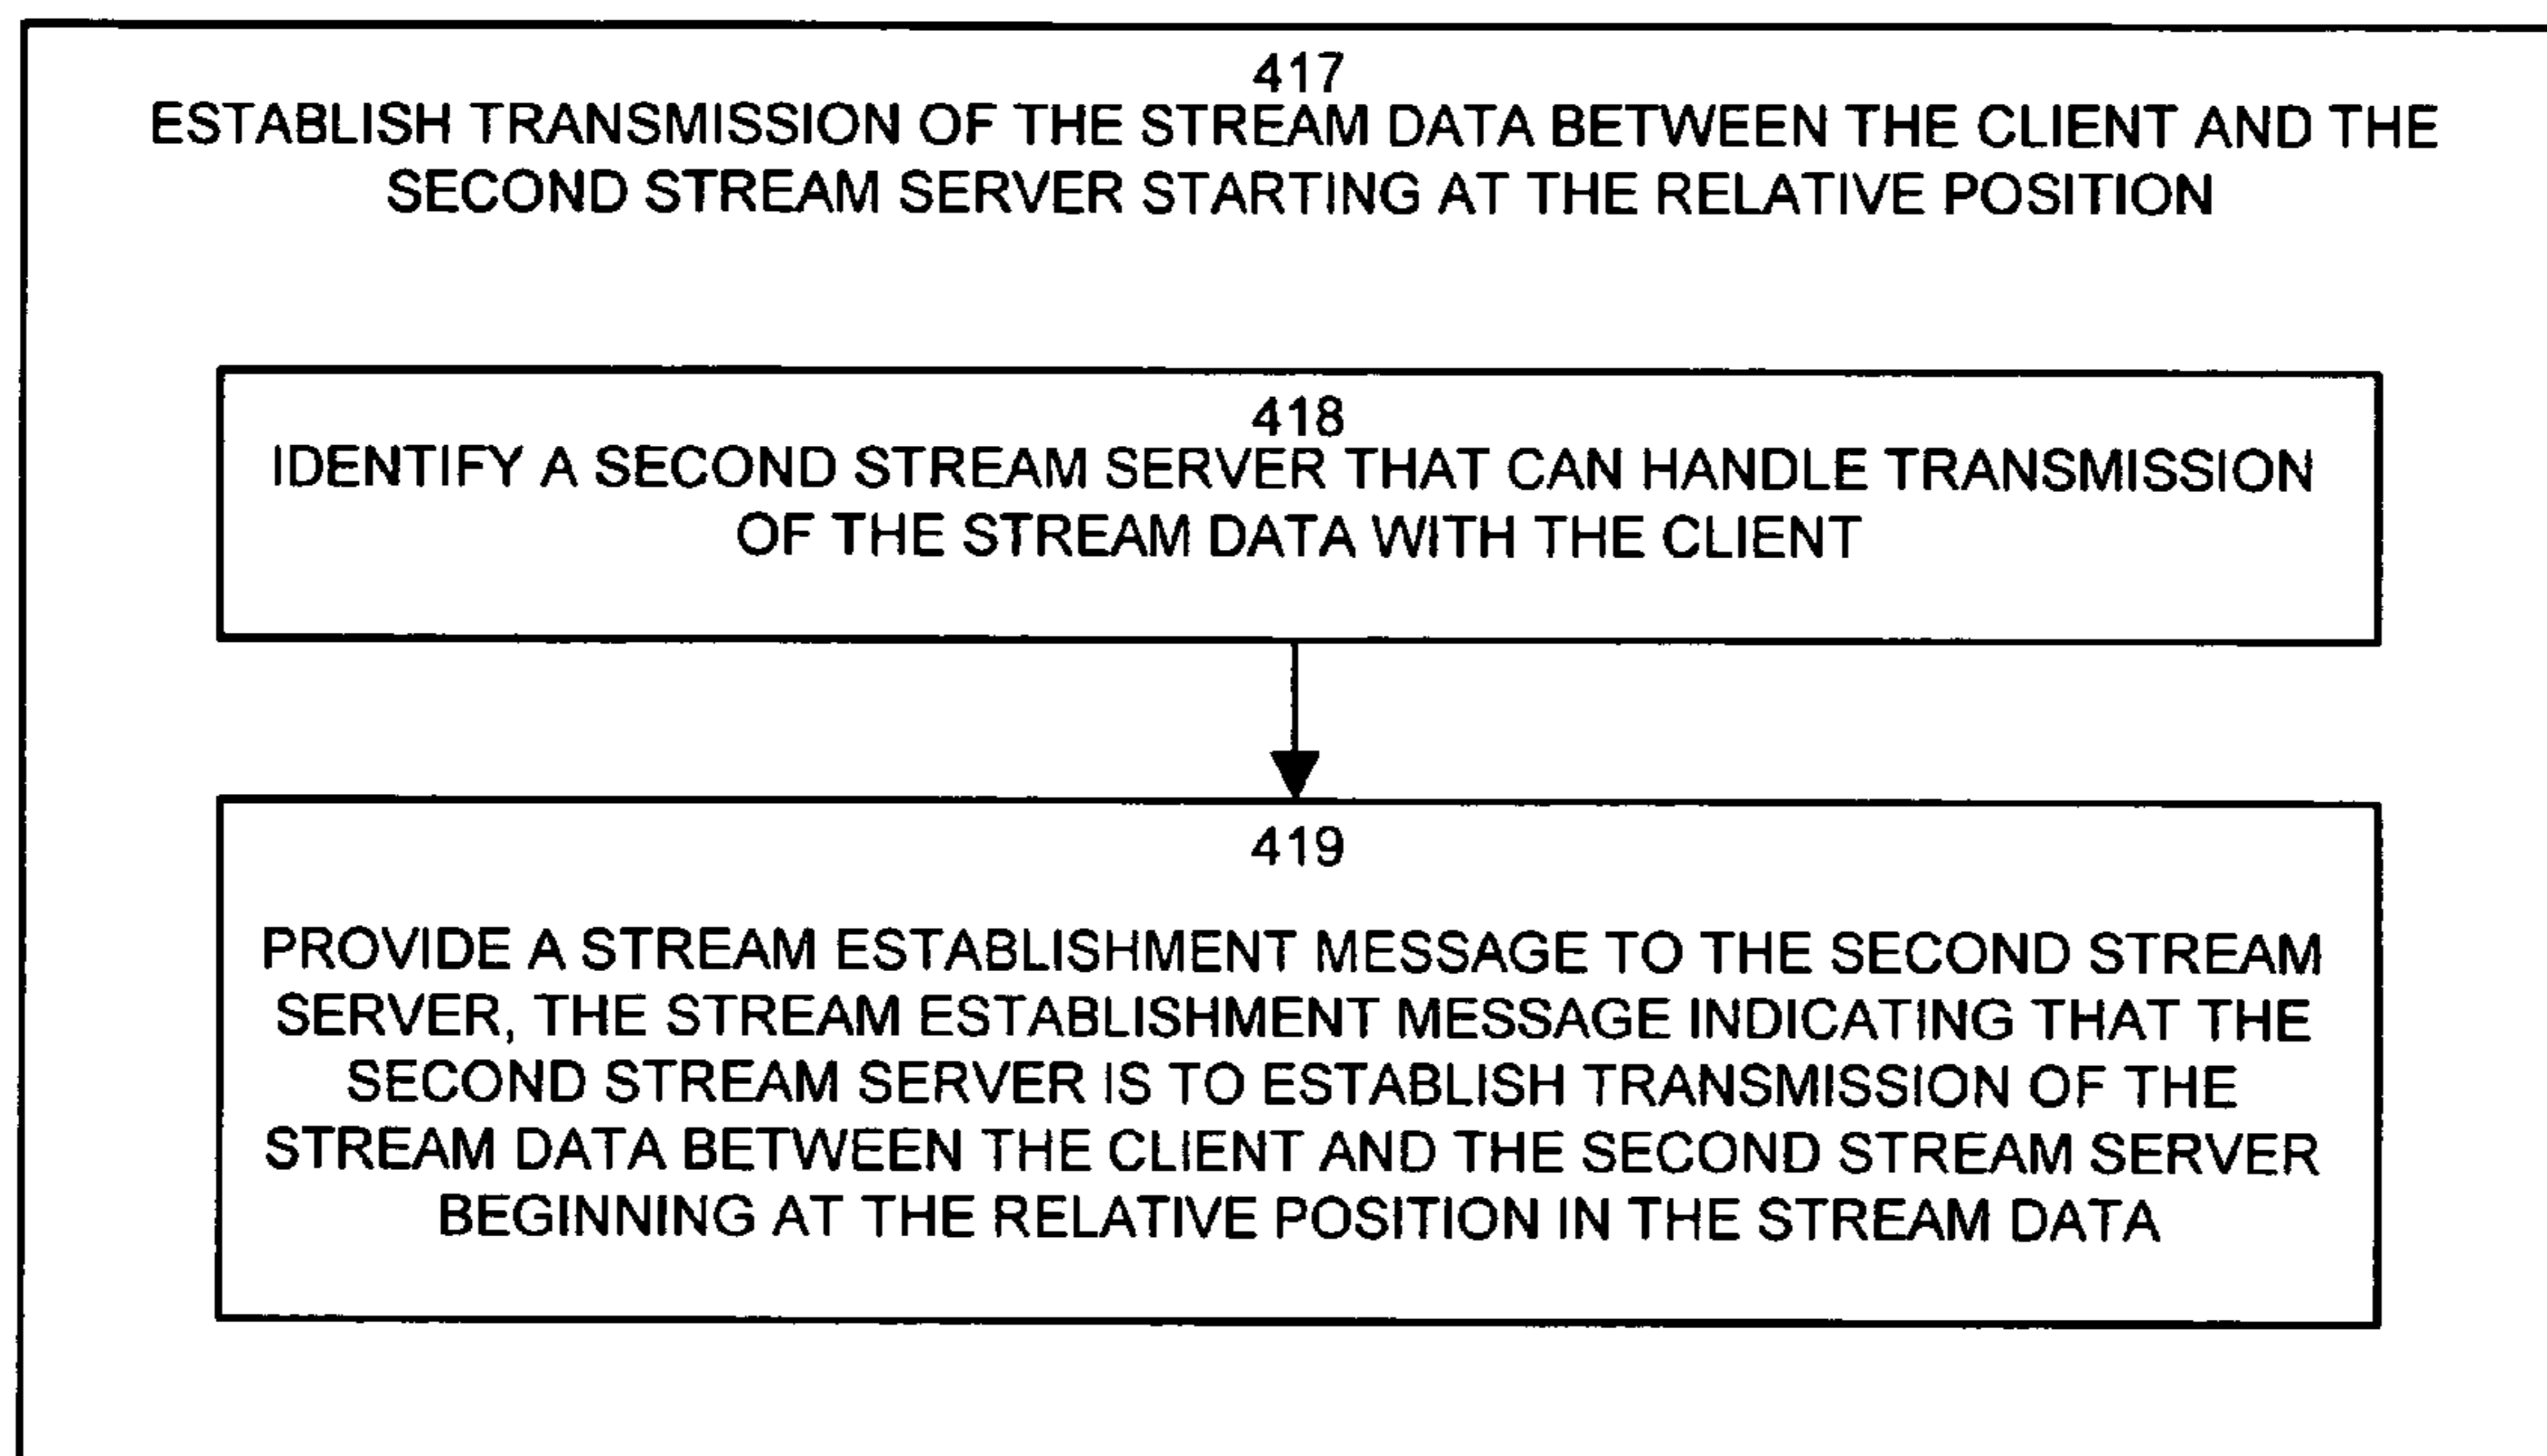 417
ESTABLISH TRANSMISSION OF THE STREAM DATA BETWEEN THE CLIENT AND THE
SECOND STREAM SERVER STARTING AT THE RELATIVE POSITION
418
IDENTIFY A SECOND STREAM SERVER THAT CAN HANDLE TRANSMISSION
OF THE STREAM DATA WITH THE CLIENT
419
PROVIDE A STREAM ESTABLISHMENT MESSAGE TO THE SECOND STREAM
SERVER, THE STREAM ESTABLISHMENT MESSAGE INDICATING THAT THE
SECOND STREAM SERVER IS TO ESTABLISH TRANSMISSION OF THE
STREAM DATA BETWEEN THE CLIENT AND THE SECOND STREAM SERVER
BEGINNING AT THE RELATIVE POSITION IN THE STREAM DATA